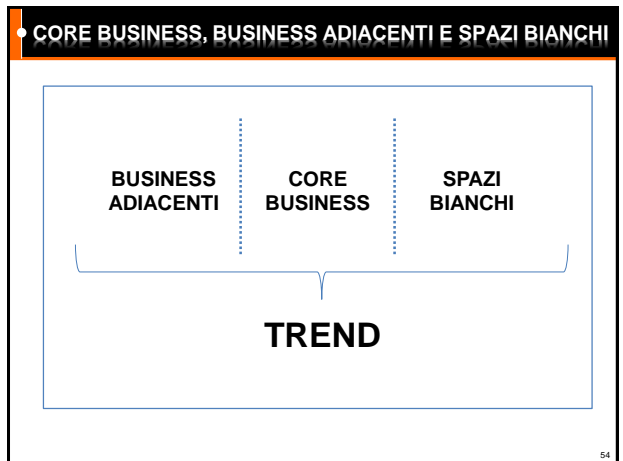 CORE BUSINESS, BUSINESS ADIACENTI E SPAZI BIANCHI
BUSINESS
ADIACENTI
CORE
BUSINESS
SPAZI
BIANCHI
TREND
54